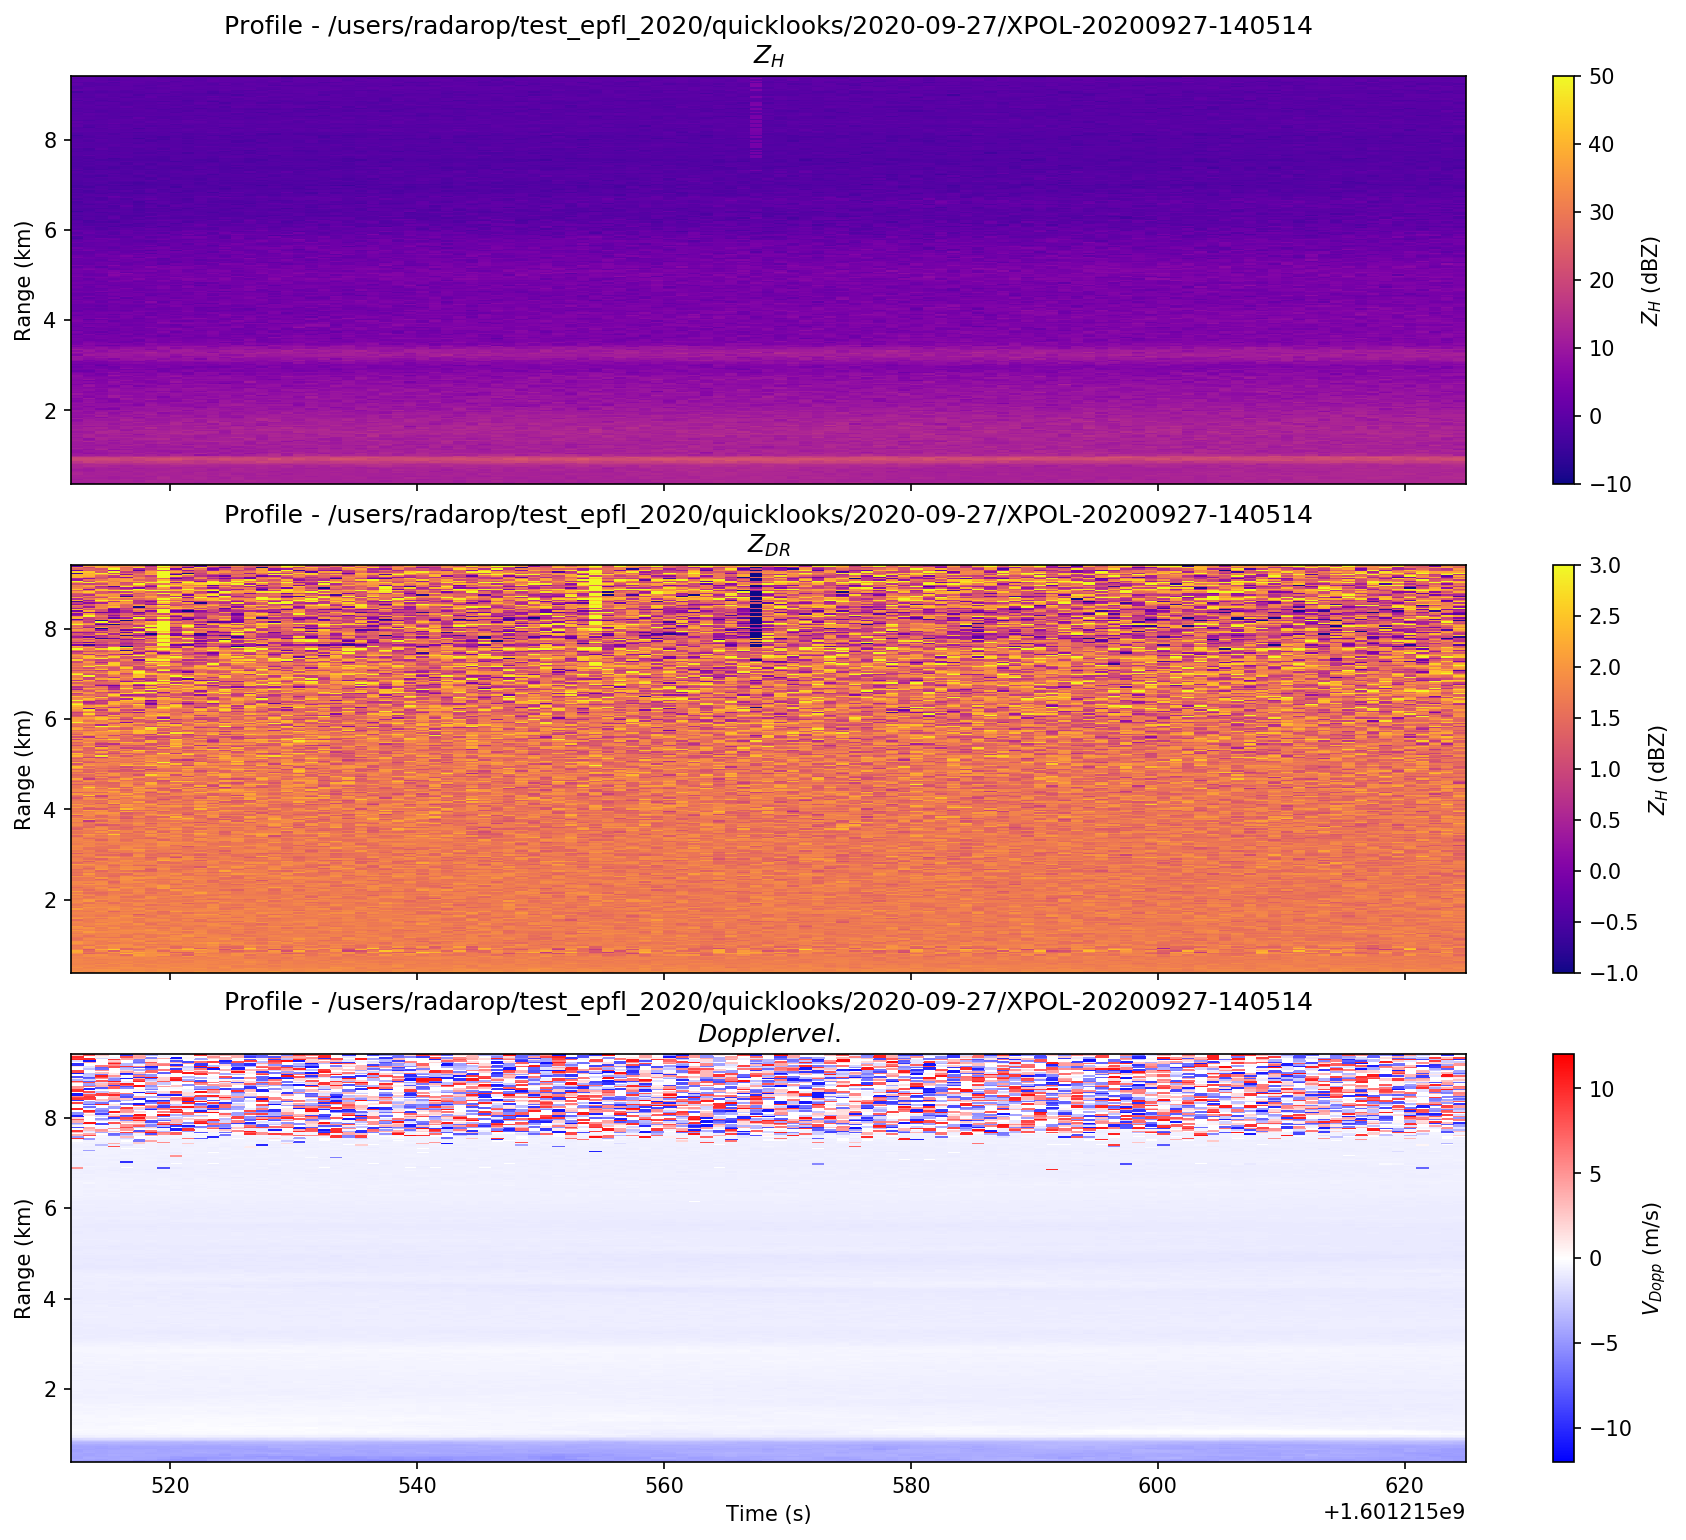 Profile - /users/radarop/test_epfl_2020/quicklooks/2020-09-27/XPOL-20200927-140514
Z_H
8
6
4
2
Range (km)
50
40
30
20
10
0
−10
Z_H (dBZ)
Profile - /users/radarop/test_epfl_2020/quicklooks/2020-09-27/XPOL-20200927-140514
Z_DR
8
6
4
2
Range (km)
3.0
2.5
2.0
1.5
1.0
0.5
0.0
−0.5
−1.0
Z_H (dBZ)
Profile - /users/radarop/test_epfl_2020/quicklooks/2020-09-27/XPOL-20200927-140514
Dopplervel.
8
6
4
2
Range (km)
10
5
0
−5
−10
V_Dopp (m/s)
520 540 560 580 600 620
Time (s)
+1.601215e9